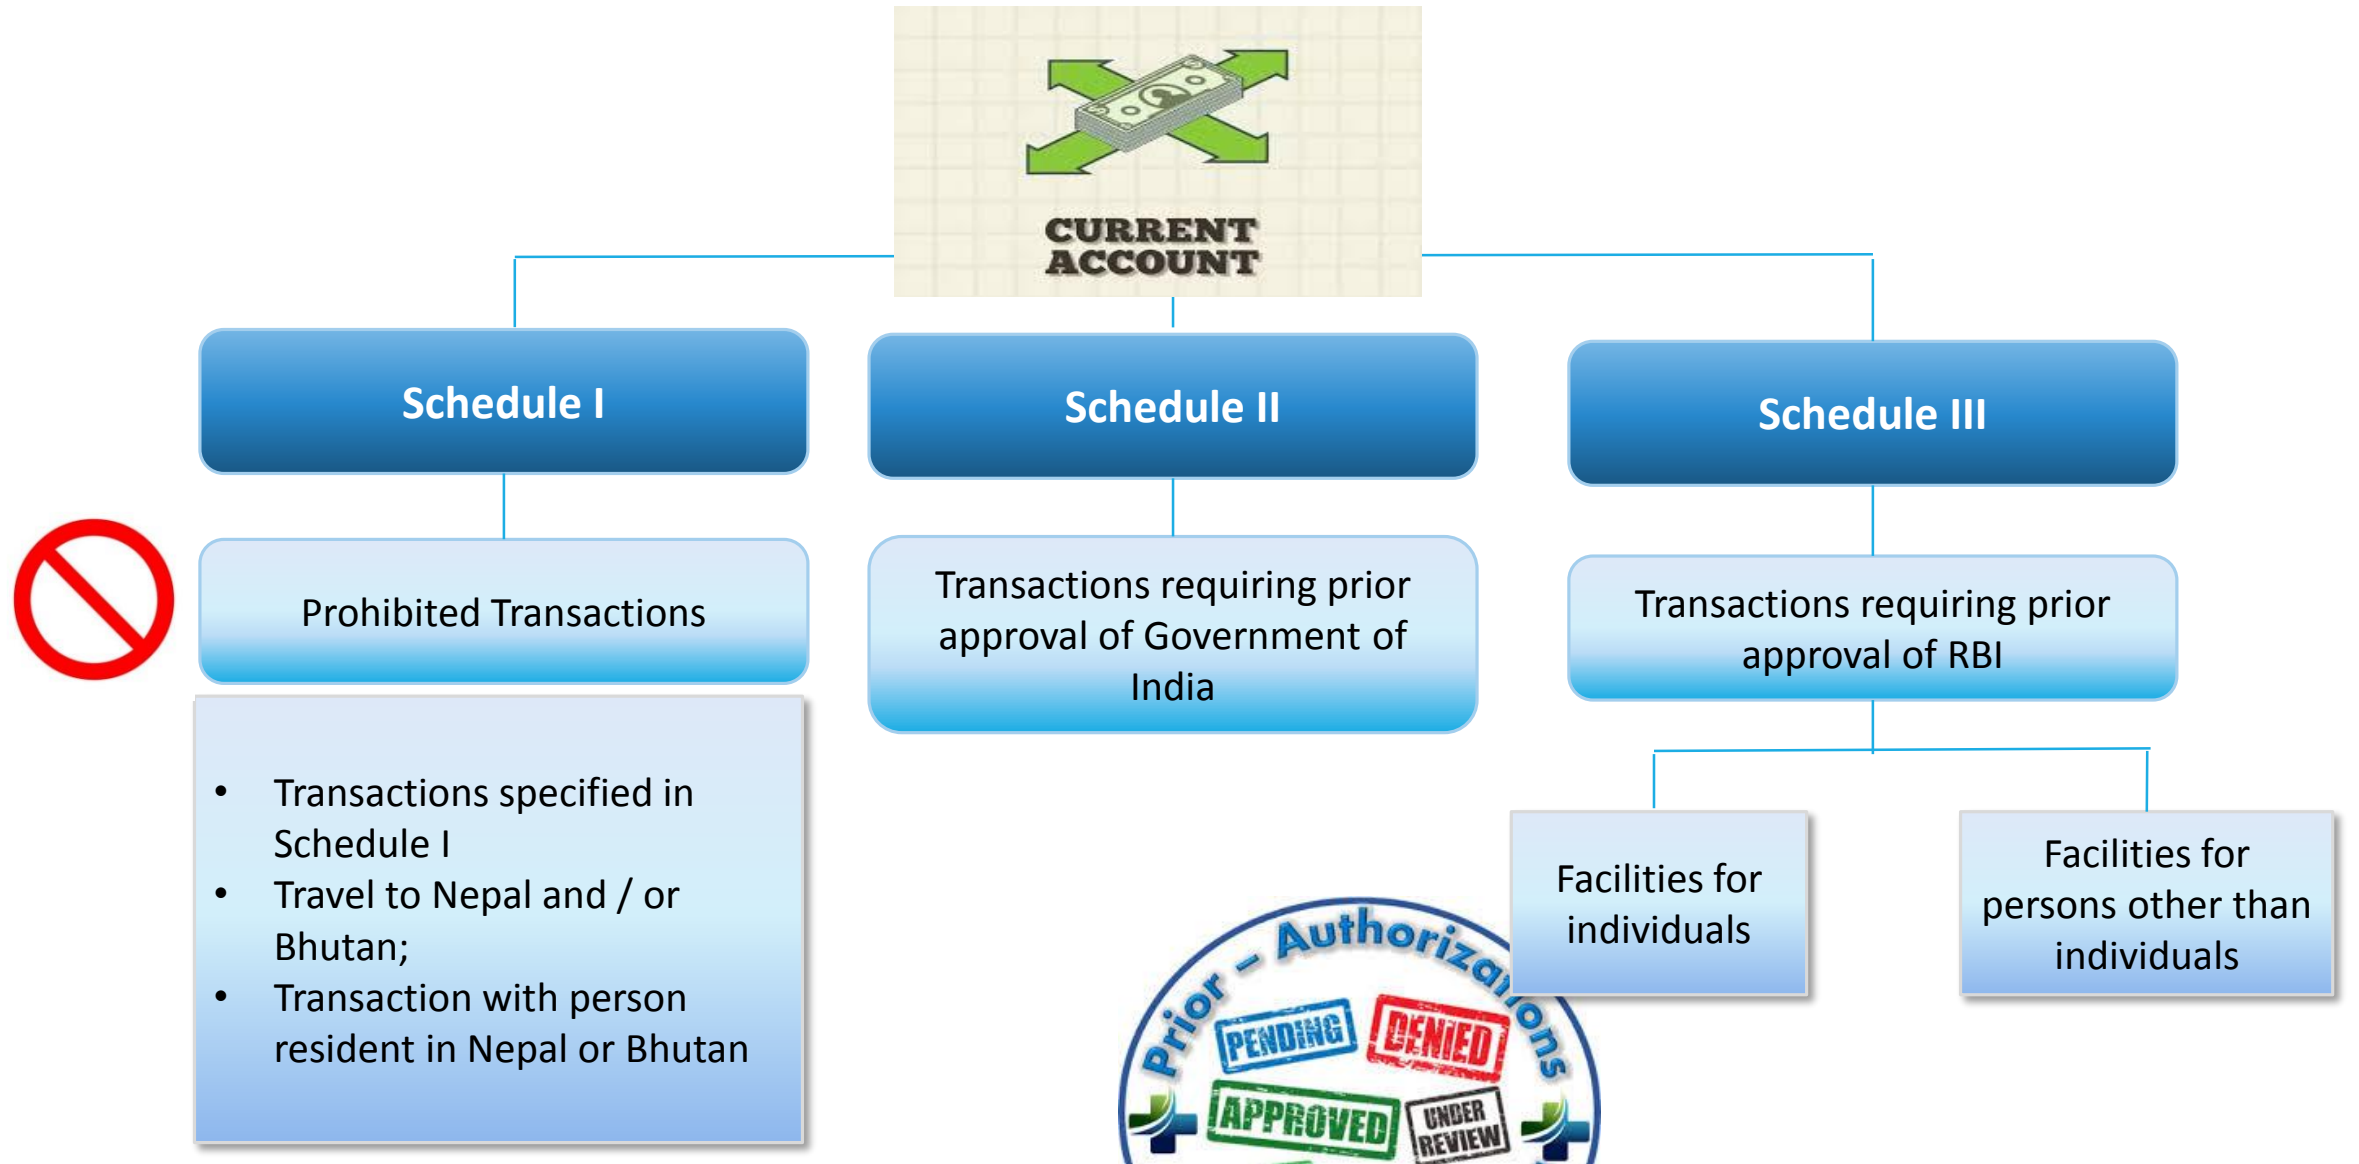 CURRENT
ACCOUNT
Schedule I
Schedule II
Schedule III
Prohibited Transactions
Transactions requiring prior
approval of Government of
India
Transactions requiring prior
approval of RBI
• Transactions specified in
Schedule I
• Travel to Nepal and / or
Bhutan;
• Transaction with person
resident in Nepal or Bhutan
Facilities for
individuals
Facilities for
persons other than
individuals
Prior – Authorizations
PENDING
DENIED
APPROVED
UNDER
REVIEW